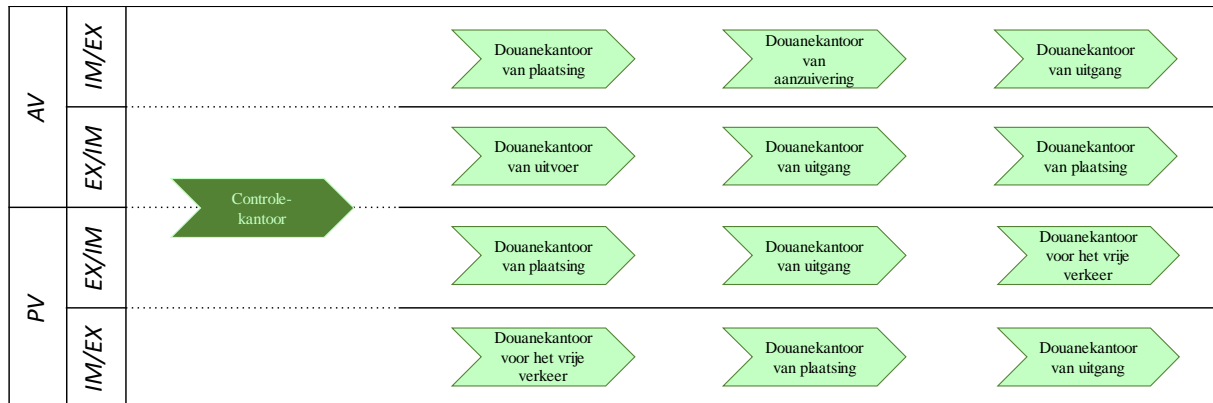 AV
IM/EX
Douanekantoor
van plaatsing
Douanekantoor
van
aanzuivering
Douanekantoor
van uitgang
EX/IM
Douanekantoor
van uitvoer
Douanekantoor
van uitgang
Douanekantoor
van plaatsing
Controle-
kantoor
PV
EX/IM
Douanekantoor
van plaatsing
Douanekantoor
van uitgang
Douanekantoor
voor het vrije
verkeer
IM/EX
Douanekantoor
voor het vrije
verkeer
Douanekantoor
van plaatsing
Douanekantoor
van uitgang